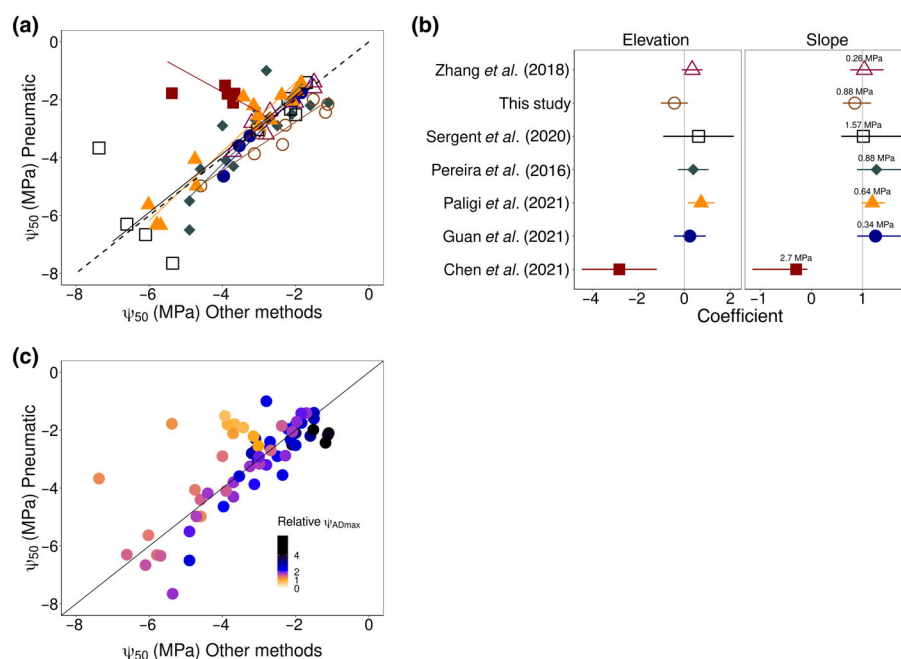 (a)
0
−2
−4
−6
−8
ψ50 (MPa) Pneumatic
−8 −6 −4 −2 0
ψ50 (MPa) Other methods
(b)
Elevation Slope
Zhang et al. (2018)
This study
Sergent et al. (2020)
Pereira et al. (2016)
Paligi et al. (2021)
Guan et al. (2021)
Chen et al. (2021)
0.26 MPa
0.88 MPa
1.57 MPa
0.88 MPa
0.64 MPa
0.34 MPa
2.7 MPa
−4 −2 0 2 −1 0 1
Coefficient
(c)
0
−2
−4
−6
−8
ψ50 (MPa) Pneumatic
Relative ψADmax
4
2
1
0
−8 −6 −4 −2 0
ψ50 (MPa) Other methods